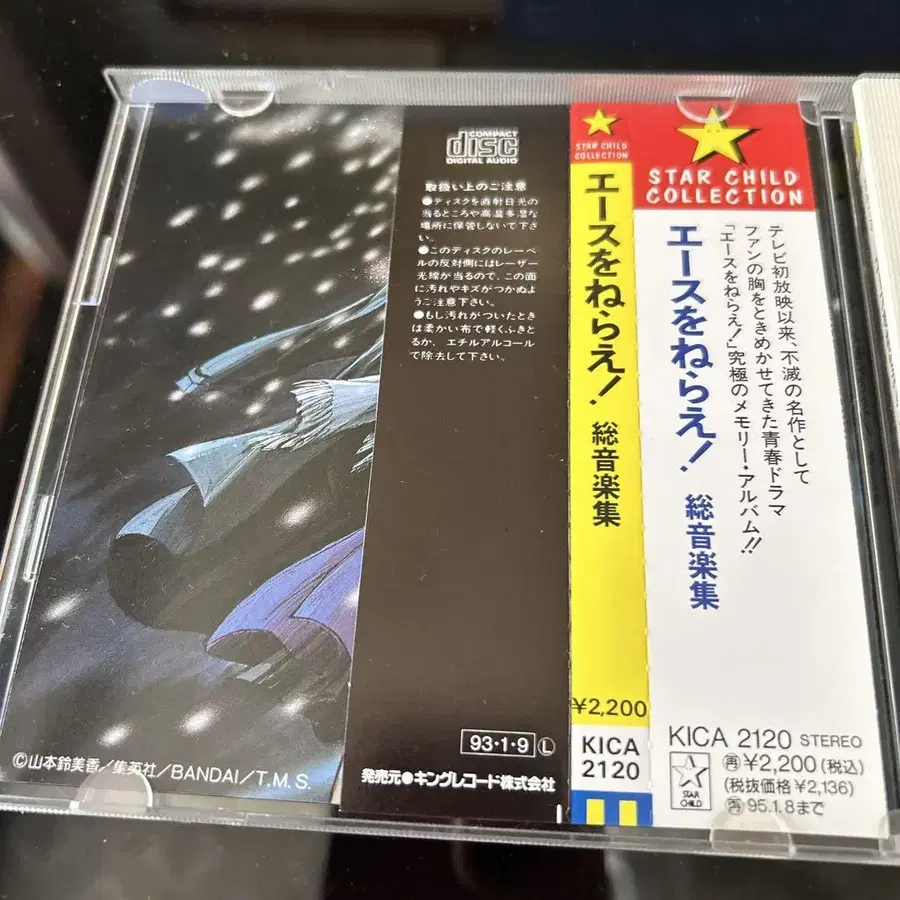 ©山本鈴美香/集英社/BANDAI/T.M.S.
COMPACT
disc
DIGITAL AUDIO
取扱い上のご注意
●ディスクを直射日光の
当るところや高温多湿な
場所に保管しないで下さ
い。
●このディスクのレーベ
ルの反対側にはレーザー
光線が当るので、この面
に汚れやキズがつかぬよ
うご注意下さい。
●もし汚れがついたとき
は柔かい布で軽くふきと
るか、エチルアルコール
で除去して下さい。
93・1・9 Ⓛ
発売元●キングレコード株式会社
STAR CHILD
COLLECTION
エースをねらえ! 総音楽集
¥2,200
KICA
2120
STAR CHILD
COLLECTION
エースをねらえ! 総音楽集
テレビ初放映以来、不滅の名作として
ファンの胸をときめかせてきた青春ドラマ
「エースをねらえ!」究極のメモリー・アルバム!!
KICA 2120 STEREO
㊢¥2,200(税込)
(税抜価格¥2,136)
㊢95.1.8まで
STAR
CHILD